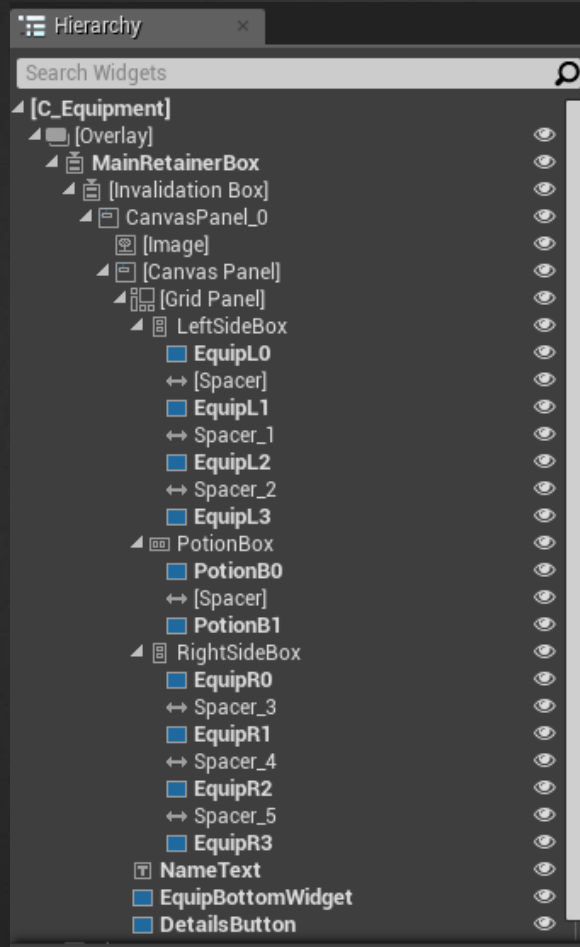 Hierarchy
Search Widgets
[C_Equipment]
[Overlay]
MainRetainerBox
[Invalidation Box]
CanvasPanel_0
[Image]
[Canvas Panel]
[Grid Panel]
LeftSideBox
EquipL0
[Spacer]
EquipL1
Spacer_1
EquipL2
Spacer_2
EquipL3
PotionBox
PotionB0
[Spacer]
PotionB1
RightSideBox
EquipR0
Spacer_3
EquipR1
Spacer_4
EquipR2
Spacer_5
EquipR3
NameText
EquipBottomWidget
DetailsButton